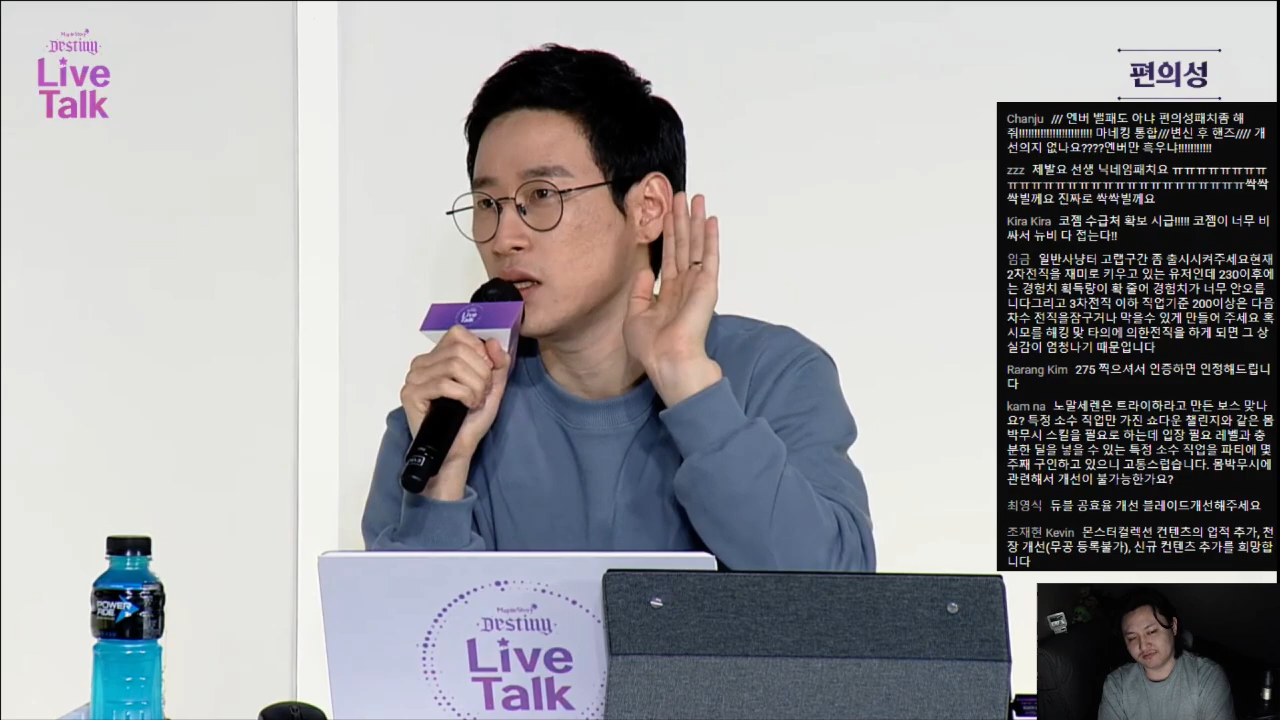 MapleStory
DESTINY
Live
Talk
편의성
Chanju /// 엔버 밸패도 아냐 편의성패치좀 해
줘!!!!!!!!!!!!!!!!!!!!!!!!! 마네킹 통합///변신 후 핸즈//// 개
선의지 없나요????엔버만 흑우냐!!!!!!!!!!!
zzz 제발요 선생 닉네임패치요 ㅠㅠㅠㅠㅠㅠㅠㅠ
ㅠㅠㅠㅠㅠㅠㅠㅠㅠㅠㅠㅠㅠㅠㅠㅠㅠㅠㅠㅠ싹싹
싹빌께요 진짜로 싹싹빌께요
Kira Kira 코젬 수급처 확보 시급!!!!! 코젬이 너무 비
싸서 뉴비 다 접는다!!
임금 일반사냥터 고랩구간 좀 출시시켜주세요현재
2차전직을 재미로 키우고 있는 유저인데 230이후에
는 경험치 획득량이 확 줄어 경험치가 너무 안오릅
니다그리고 3차전직 이하 직업기준 200이상은 다음
차수 전직을잠구거나 막을수 있게 만들어 주세요 혹
시모를 해킹 맟 타의에 의한전직을 하게 되면 그 상
실감이 엄청나기 때문입니다
Rarang Kim 275 찍으셔서 인증하면 인정해드립니
다
kam na 노말세렌은 트라이하라고 만든 보스 맞나
요? 특정 소수 직업만 가진 쇼다운 챌린지와 같은 몸
박무시 스킬을 필요로 하는데 입장 필요 레벨과 충
분한 딜을 넣을 수 있는 특정 소수 직업을 파티에 몇
주째 구인하고 있으니 고통스럽습니다. 몸박무시에
관련해서 개선이 불가능한가요?
최영식 듀블 공효율 개선 블레이드개선해주세요
조재헌 Kevin 몬스터컬렉션 컨텐츠의 업적 추가, 천
장 개선(무공 등록불가), 신규 컨텐츠 추가를 희망합
니다
Live
Talk
POWER
ADE
MapleStory
DESTINY
Live
Talk